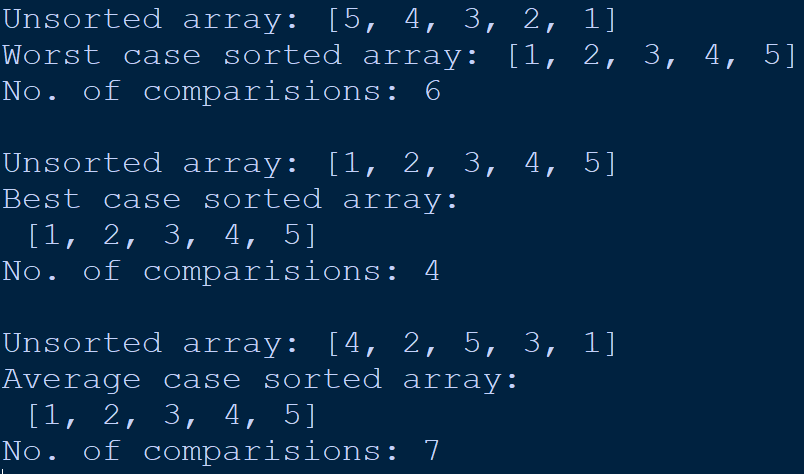 Unsorted array: [5, 4, 3, 2, 1]
Worst case sorted array: [1, 2, 3, 4, 5]
No. of comparisions: 6
Unsorted array: [1, 2, 3, 4, 5]
Best case sorted array:
[1, 2, 3, 4, 5]
No. of comparisions: 4
Unsorted array: [4, 2, 5, 3, 1]
Average case sorted array:
[1, 2, 3, 4, 5]
No. of comparisions: 7